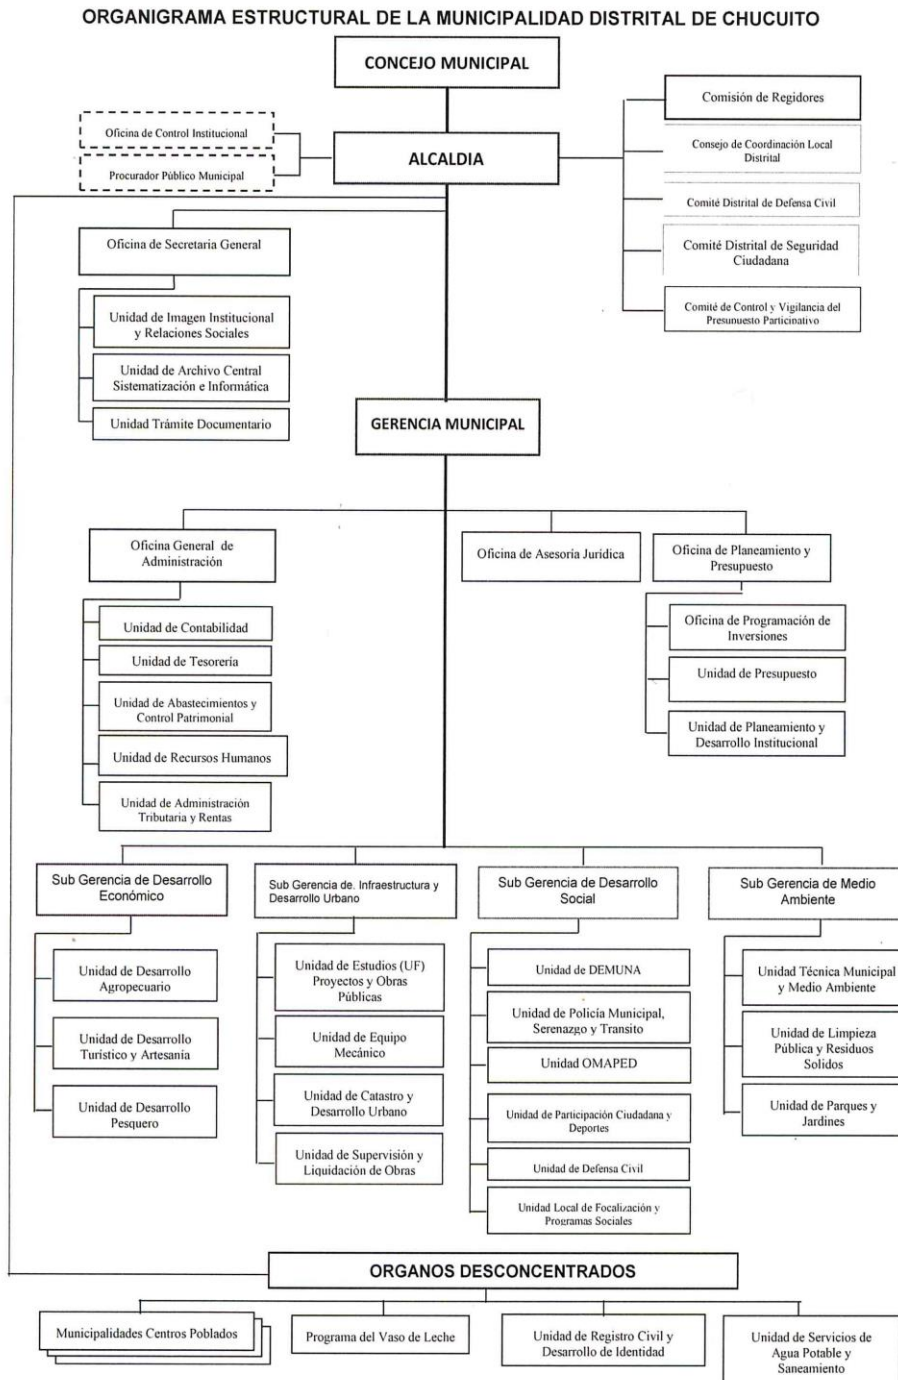 ORGANIGRAMA ESTRUCTURAL DE LA MUNICIPALIDAD DISTRITAL DE CHUCUITO
CONCEJO MUNICIPAL
Comisión de Regidores
Oficina de Control Institucional
Procurador Público Municipal
ALCALDIA
Consejo de Coordinación Local
Distrital
Comité Distrital de Defensa Civil
Comité Distrital de Seguridad
Ciudadana
Comité de Control y Vigilancia del
Presupuesto Participativo
Oficina de Secretaria General
Unidad de Imagen Institucional
y Relaciones Sociales
Unidad de Archivo Central
Sistematización e Informática
Unidad Trámite Documentario
GERENCIA MUNICIPAL
Oficina General de
Administración
Oficina de Asesoría Jurídica
Oficina de Planeamiento y
Presupuesto
Unidad de Contabilidad
Unidad de Tesorería
Unidad de Abastecimientos y
Control Patrimonial
Unidad de Recursos Humanos
Unidad de Administración
Tributaria y Rentas
Oficina de Programación de
Inversiones
Unidad de Presupuesto
Unidad de Planeamiento y
Desarrollo Institucional
Sub Gerencia de Desarrollo
Económico
Unidad de Desarrollo
Agropecuario
Unidad de Desarrollo
Turístico y Artesanía
Unidad de Desarrollo
Pesquero
Sub Gerencia de. Infraestructura y
Desarrollo Urbano
Unidad de Estudios (UF)
Proyectos y Obras
Públicas
Unidad de Equipo
Mecánico
Unidad de Catastro y
Desarrollo Urbano
Unidad de Supervisión y
Liquidación de Obras
Sub Gerencia de Desarrollo
Social
Unidad de DEMUNA
Unidad de Policía Municipal,
Serenazgo y Transito
Unidad OMAPED
Unidad de Participación Ciudadana y
Deportes
Unidad de Defensa Civil
Unidad Local de Focalización y
Programas Sociales
Sub Gerencia de Medio
Ambiente
Unidad Técnica Municipal
y Medio Ambiente
Unidad de Limpieza
Pública y Residuos
Solidos
Unidad de Parques y
Jardines
ORGANOS DESCONCENTRADOS
Municipalidades Centros Poblados
Programa del Vaso de Leche
Unidad de Registro Civil y
Desarrollo de Identidad
Unidad de Servicios de
Agua Potable y
Saneamiento